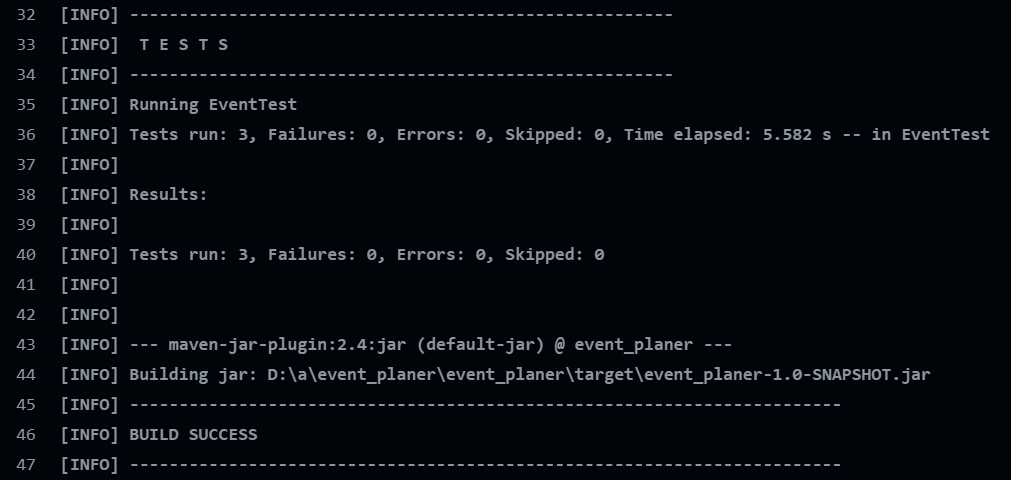 32 [INFO] -------------------------------------------------------
33 [INFO]  T E S T S
34 [INFO] -------------------------------------------------------
35 [INFO] Running EventTest
36 [INFO] Tests run: 3, Failures: 0, Errors: 0, Skipped: 0, Time elapsed: 5.582 s -- in EventTest
37 [INFO]
38 [INFO] Results:
39 [INFO]
40 [INFO] Tests run: 3, Failures: 0, Errors: 0, Skipped: 0
41 [INFO]
42 [INFO]
43 [INFO] --- maven-jar-plugin:2.4:jar (default-jar) @ event_planer ---
44 [INFO] Building jar: D:\a\event_planer\event_planer\target\event_planer-1.0-SNAPSHOT.jar
45 [INFO] ------------------------------------------------------------------------
46 [INFO] BUILD SUCCESS
47 [INFO] ------------------------------------------------------------------------